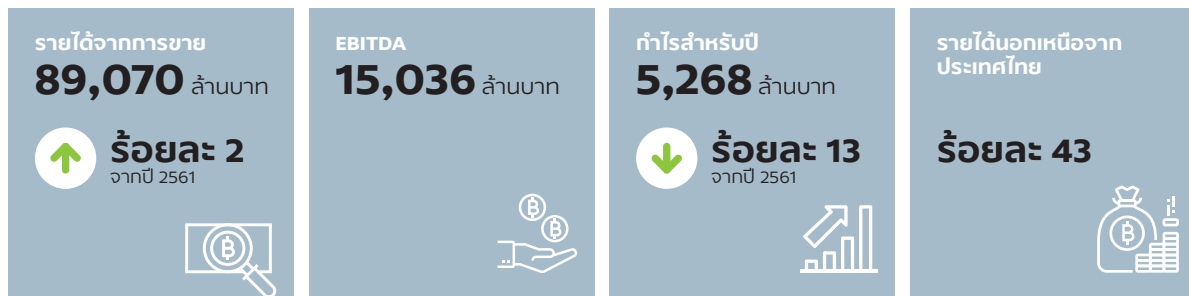 รายได้จากการขาย
89,070 ล้านบาท
ร้อยละ 2
จากปี 2561
EBITDA
15,036 ล้านบาท
กำไรสำหรับปี
5,268 ล้านบาท
ร้อยละ 13
จากปี 2561
รายได้นอกเหนือจาก
ประเทศไทย
ร้อยละ 43